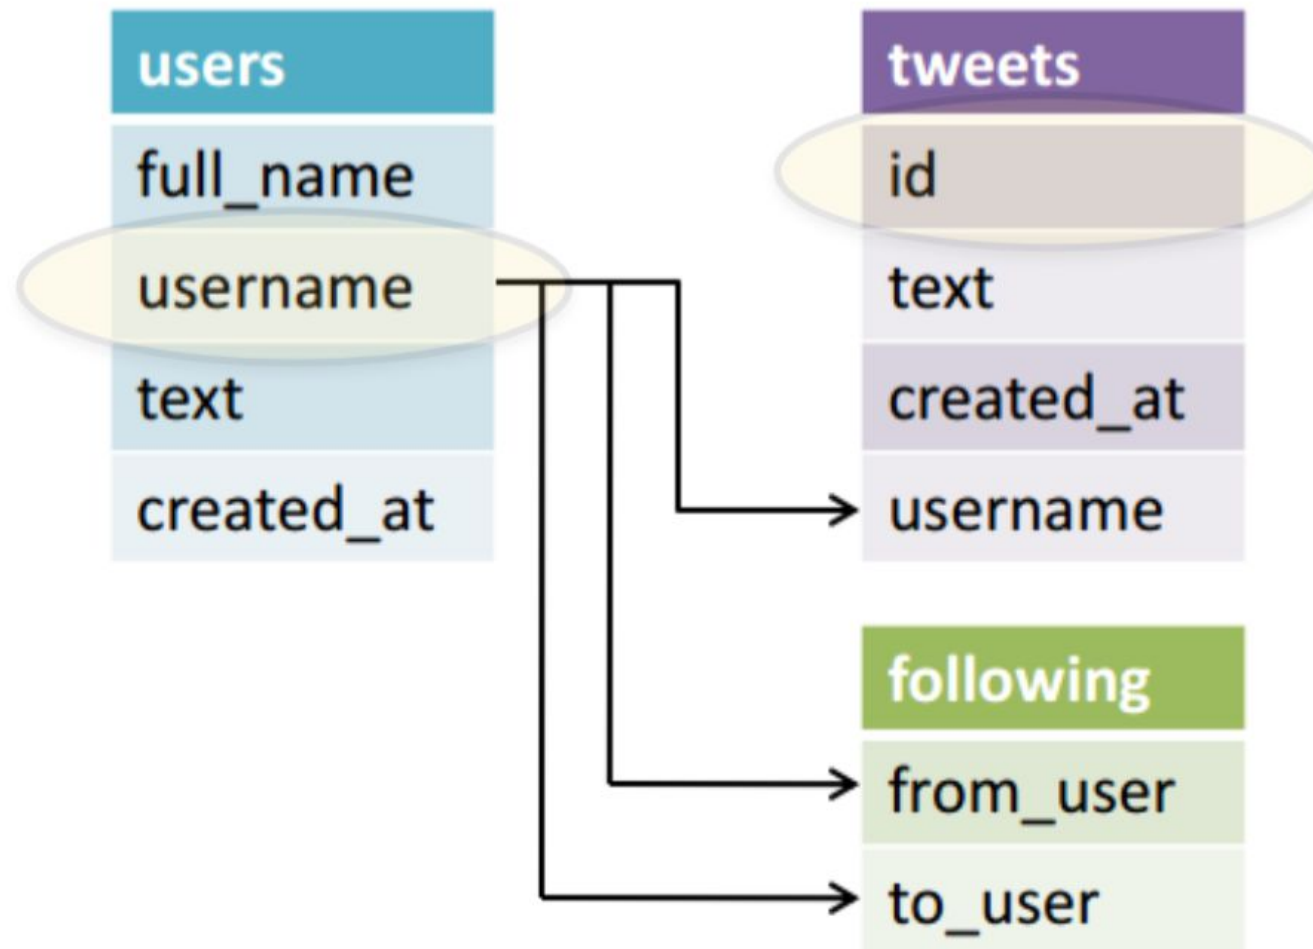 users
full_name
username
text
created_at
tweets
id
text
created_at
username
following
from_user
to_user